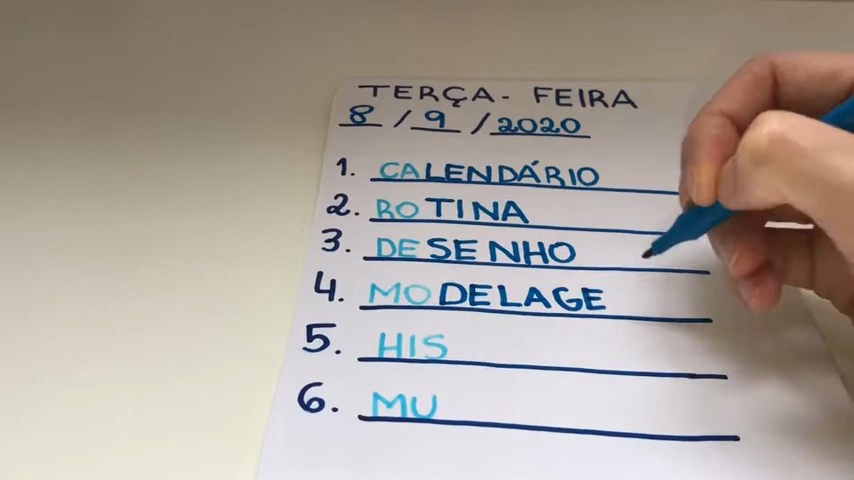 TERÇA-FEIRA
8/9/2020
1. CALENDÁRIO
2. ROTINA
3. DESENHO
4. MODELAGE
5. HIS
6. MU